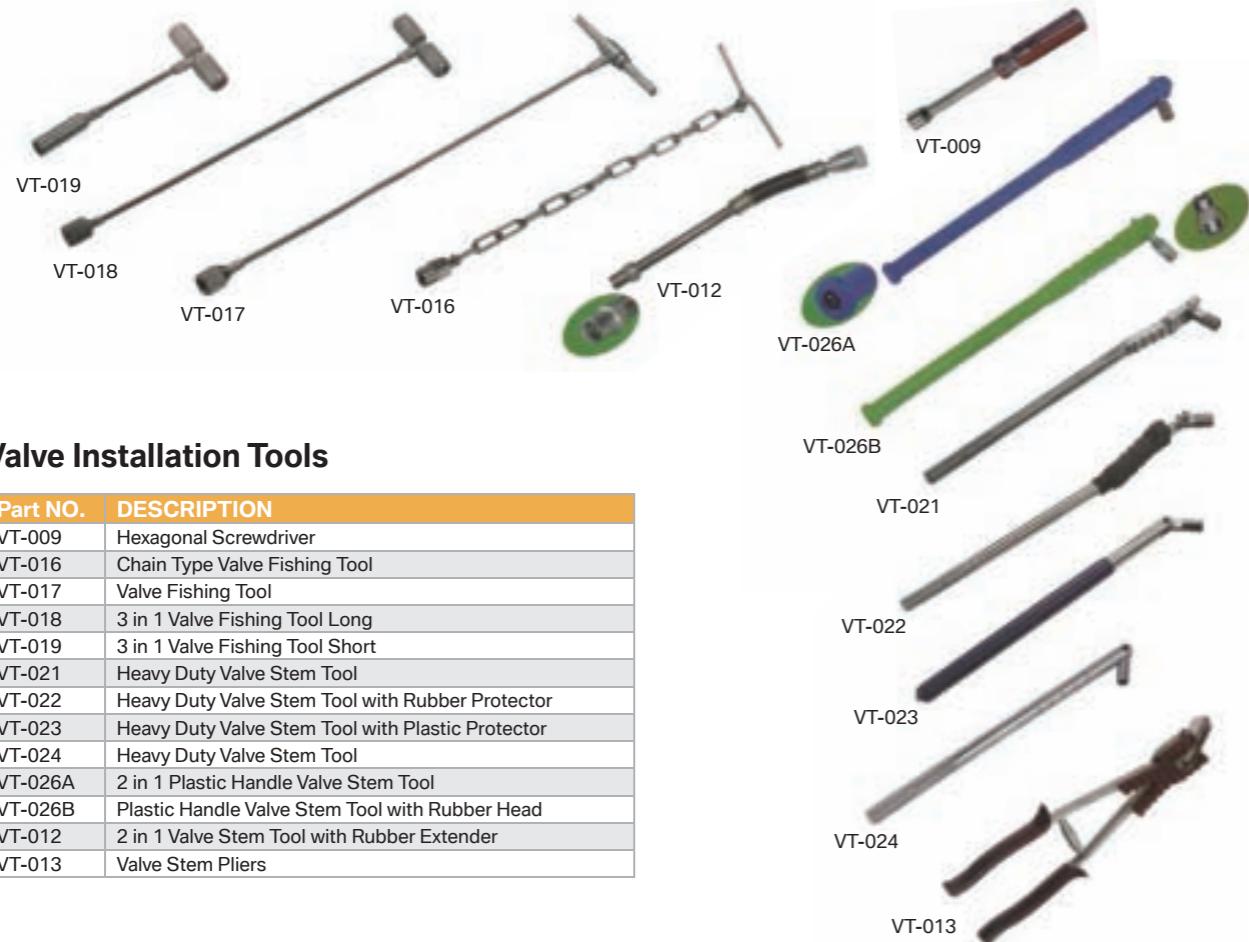 VT-019
VT-018
VT-017
VT-016
VT-012
VT-009
VT-026A
VT-026B
VT-021
VT-022
VT-023
VT-024
VT-013
Valve Installation Tools
Part NO. DESCRIPTION
VT-009 Hexagonal Screwdriver
VT-016 Chain Type Valve Fishing Tool
VT-017 Valve Fishing Tool
VT-018 3 in 1 Valve Fishing Tool Long
VT-019 3 in 1 Valve Fishing Tool Short
VT-021 Heavy Duty Valve Stem Tool
VT-022 Heavy Duty Valve Stem Tool with Rubber Protector
VT-023 Heavy Duty Valve Stem Tool with Plastic Protector
VT-024 Heavy Duty Valve Stem Tool
VT-026A 2 in 1 Plastic Handle Valve Stem Tool
VT-026B Plastic Handle Valve Stem Tool with Rubber Head
VT-012 2 in 1 Valve Stem Tool with Rubber Extender
VT-013 Valve Stem Pliers